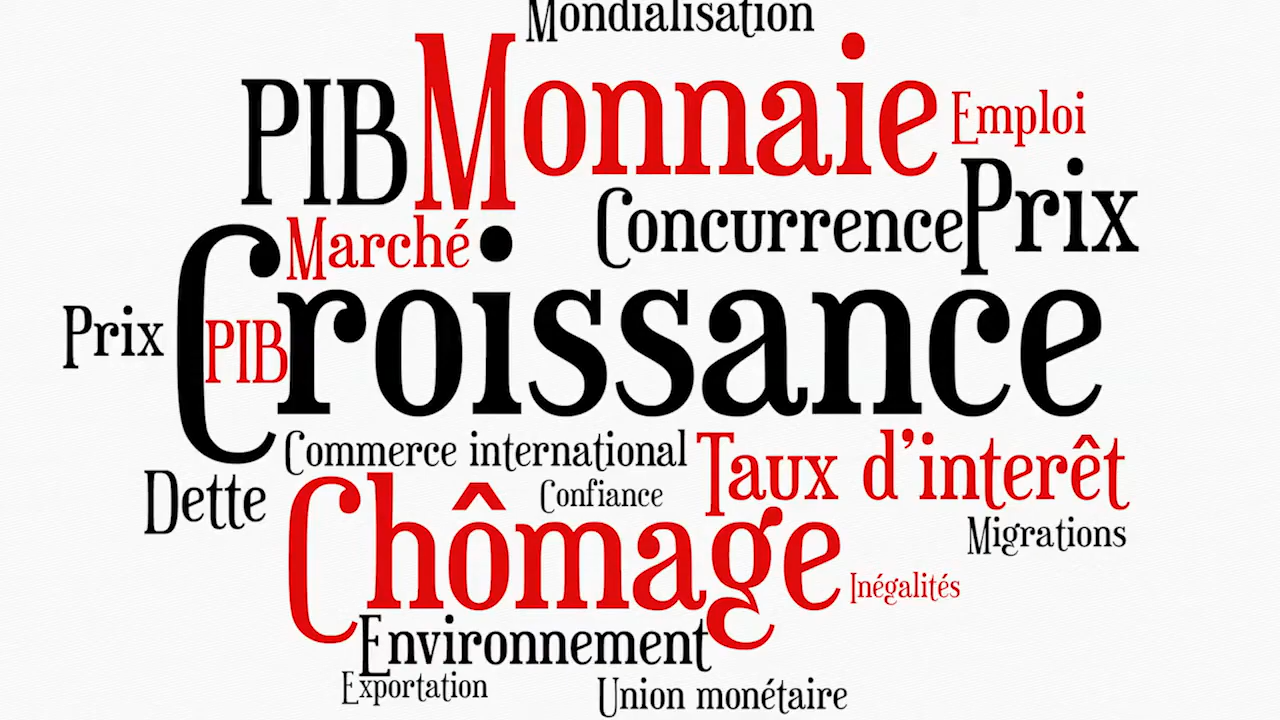 Mondialisation
PIB
Monnaie
Emploi
Prix
Concurrence
Marché
Croissance
Prix
PIB
Commerce international
Taux d'interêt
Dette
Confiance
Chômage
Migrations
Inégalités
Environnement
Exportation
Union monétaire